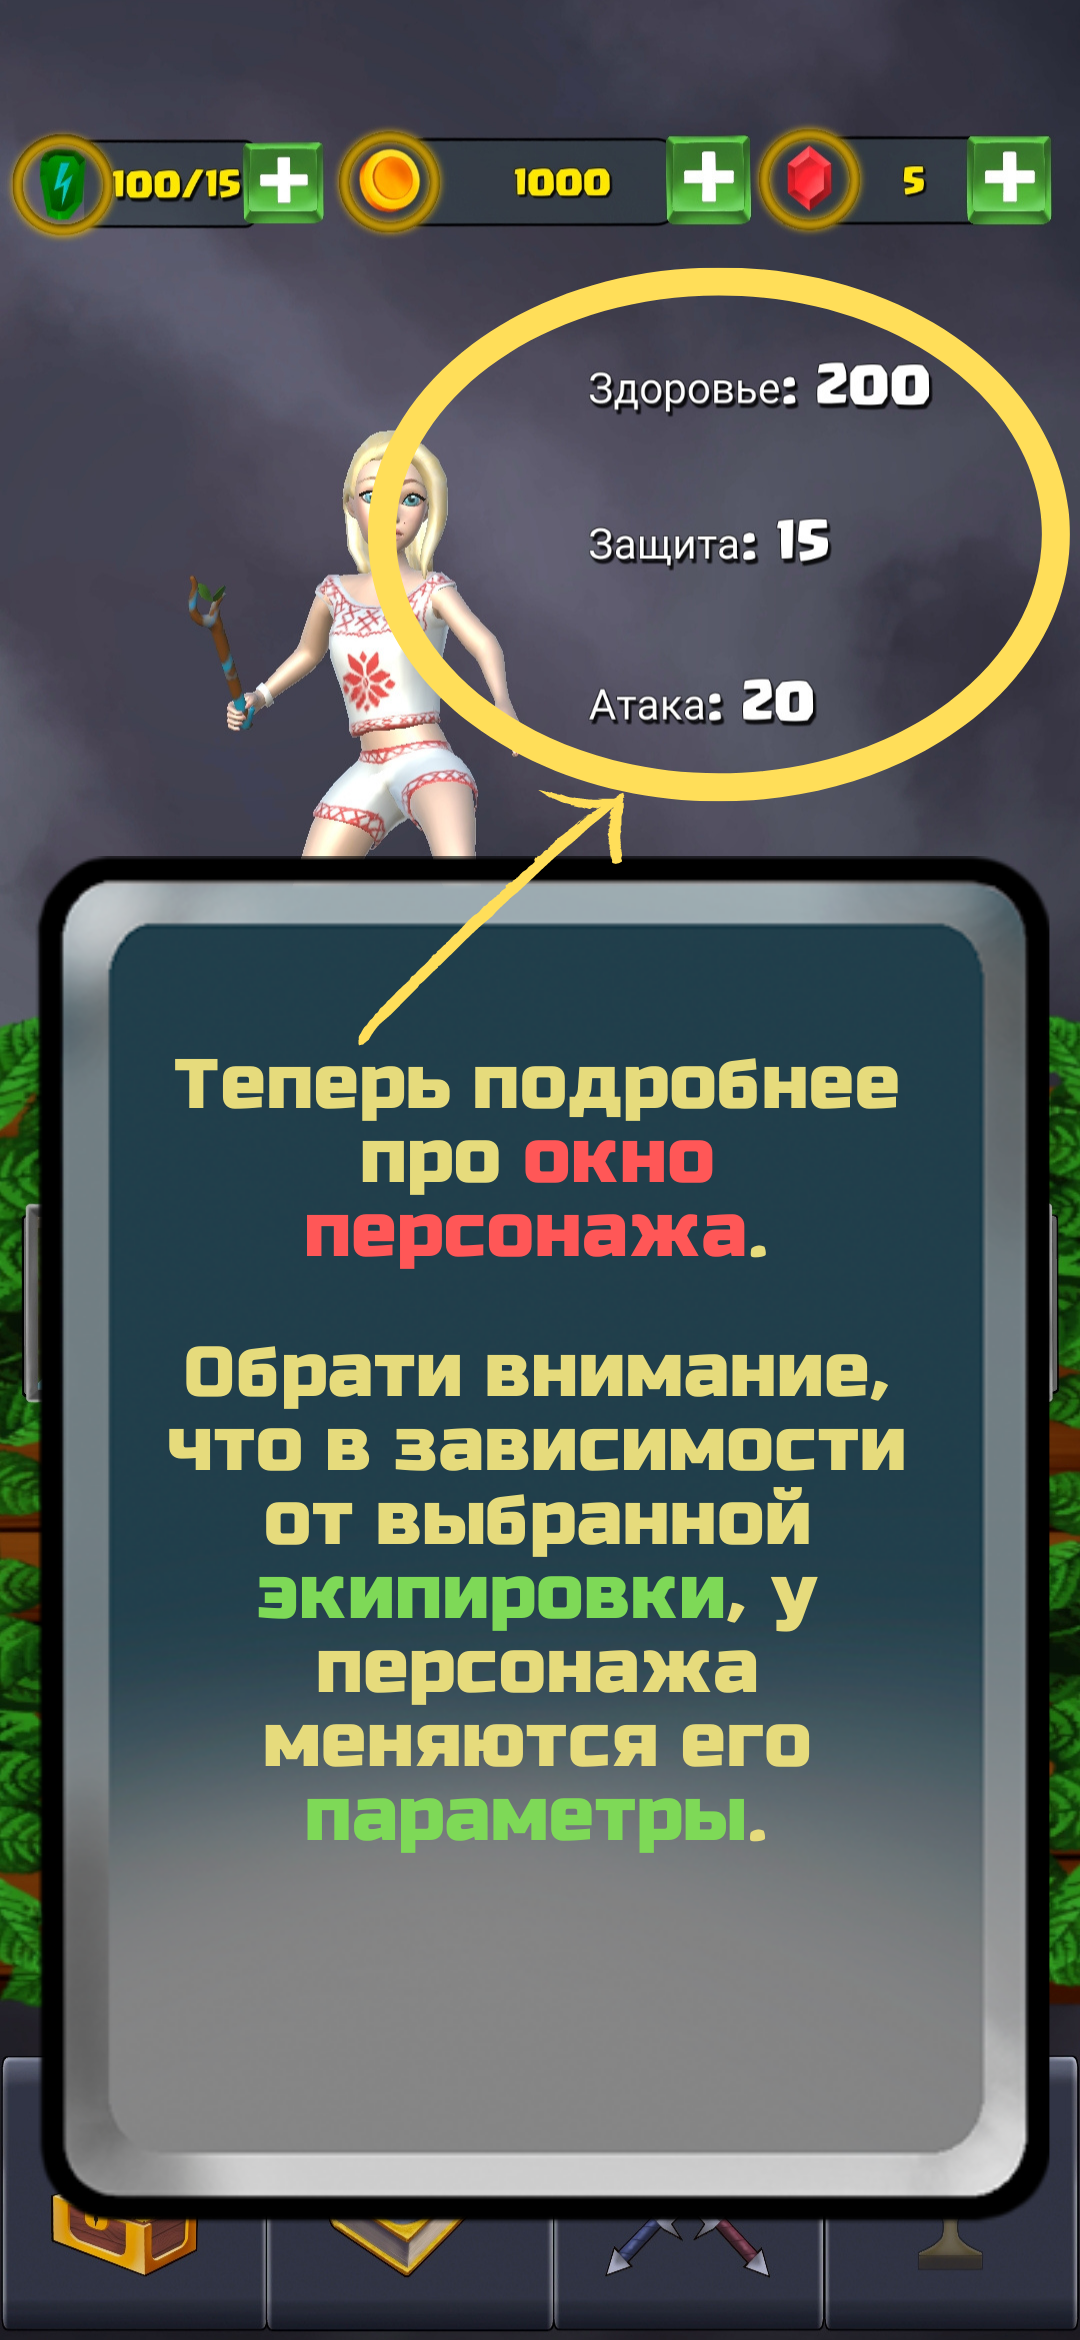 100/15 1000 5
Здоровье: 200
Защита: 15
Атака: 20
Теперь подробнее
про окно
персонажа.
Обрати внимание,
что в зависимости
от выбранной
экипировки, у
персонажа
меняются его
параметры.